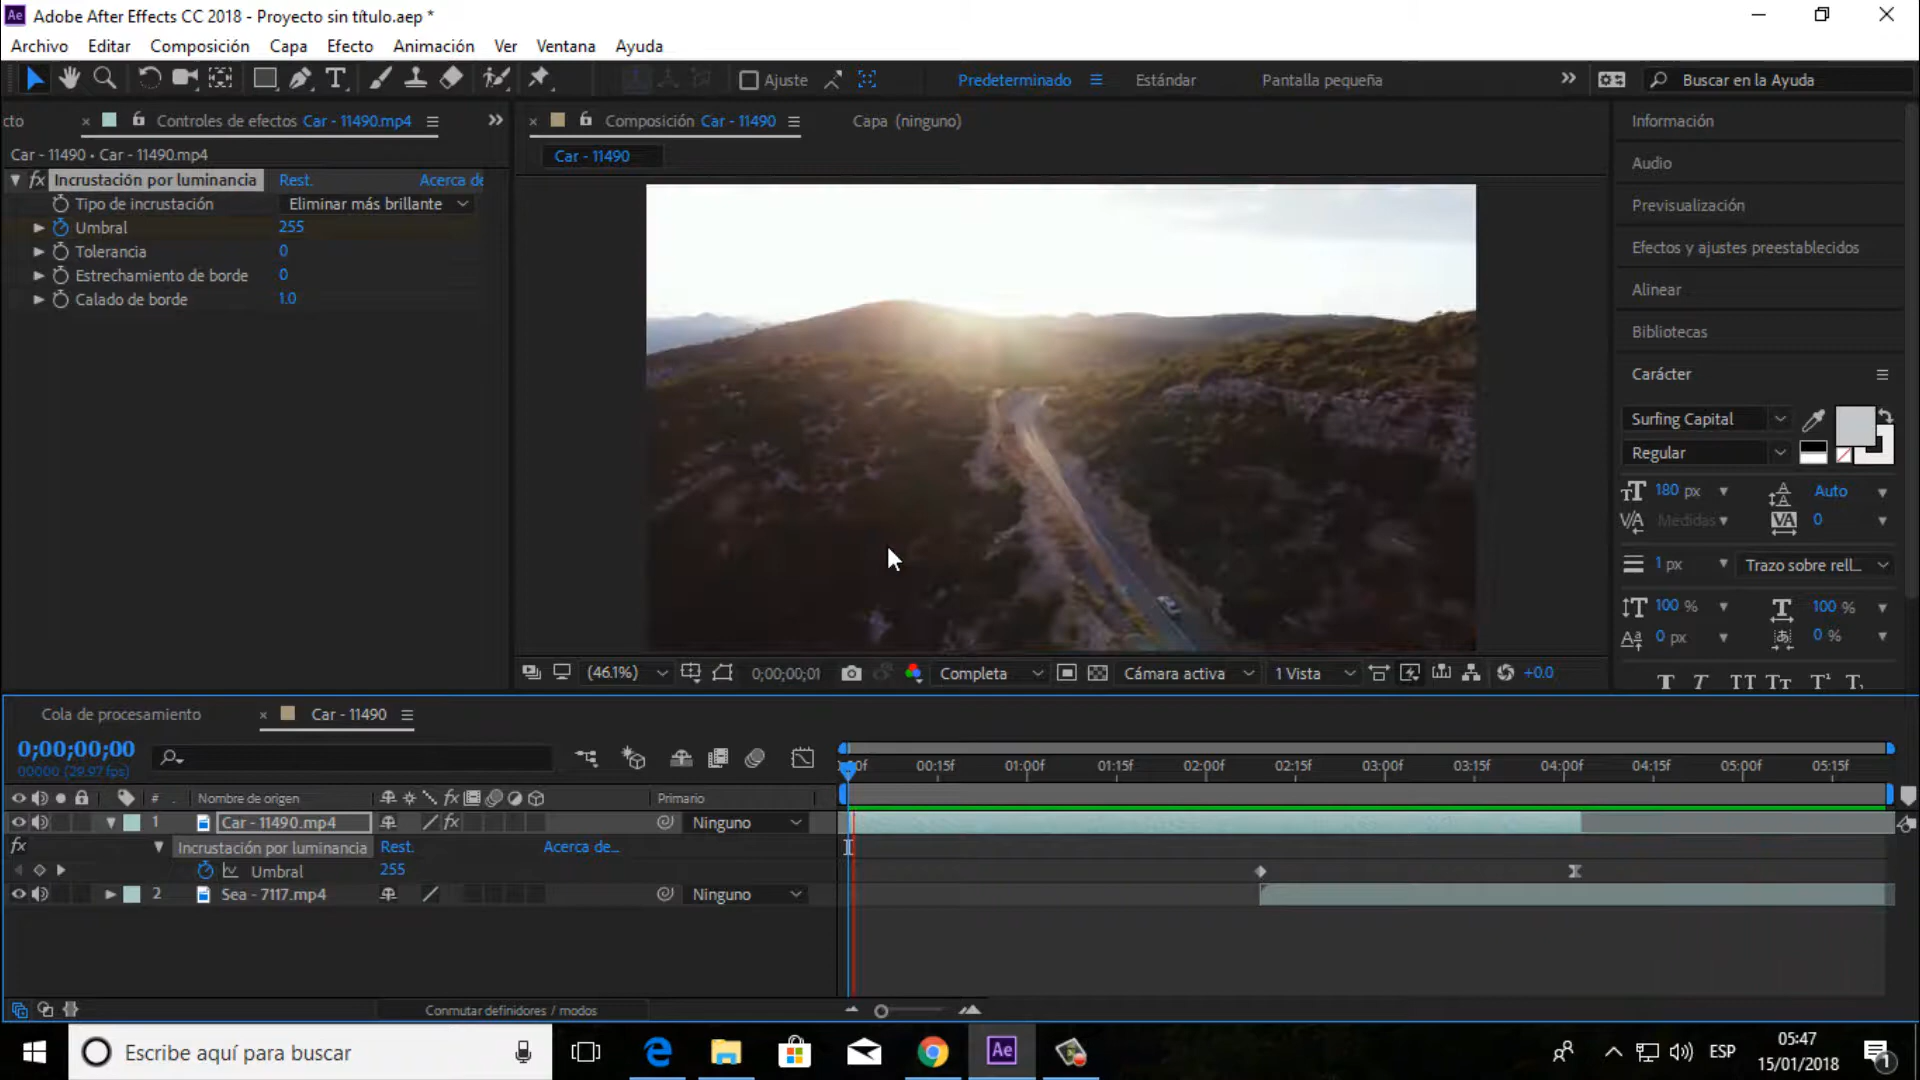 Ae Adobe After Effects CC 2018 - Proyecto sin título.aep *
Archivo Editar Composición Capa Efecto Animación Ver Ventana Ayuda
Ajuste Predeterminado Estándar Pantalla pequeña Buscar en la Ayuda
cto Controles de efectos Car - 11490.mp4
Composición Car - 11490
Capa (ninguno)
Car - 11490 • Car - 11490.mp4
Car - 11490
fx Incrustación por luminancia Rest. Acerca de
Tipo de incrustación Eliminar más brillante
Umbral 255
Tolerancia 0
Estrechamiento de borde 0
Calado de borde 1.0
Información
Audio
Previsualización
Efectos y ajustes preestablecidos
Alinear
Bibliotecas
Carácter
Surfing Capital
Regular
180 px Auto
Medidas 0
1 px Trazo sobre rell...
100 % 100 %
0 px 0 %
(46.1%) 0;00;00;01 Completa Cámara activa 1 Vista +0.0
Cola de procesamiento Car - 11490
0;00;00;00
00000 (29.97 fps)
00f 00:15f 01:00f 01:15f 02:00f 02:15f 03:00f 03:15f 04:00f 04:15f 05:00f 05:15f
# Nombre de origen fx Primario
1 Car - 11490.mp4 fx Ninguno
fx Incrustación por luminancia Rest. Acerca de...
Umbral 255
2 Sea - 7117.mp4 Ninguno
Conmutar definidores / modos
Escribe aquí para buscar
Ae
ESP
05:47
15/01/2018
1